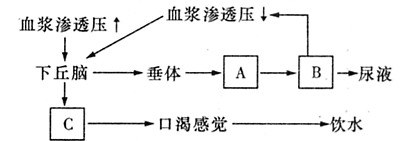 血浆渗透压↑
血浆渗透压↓
下丘脑 → 垂体 → A → B → 尿液
C → 口渴感觉 → 饮水